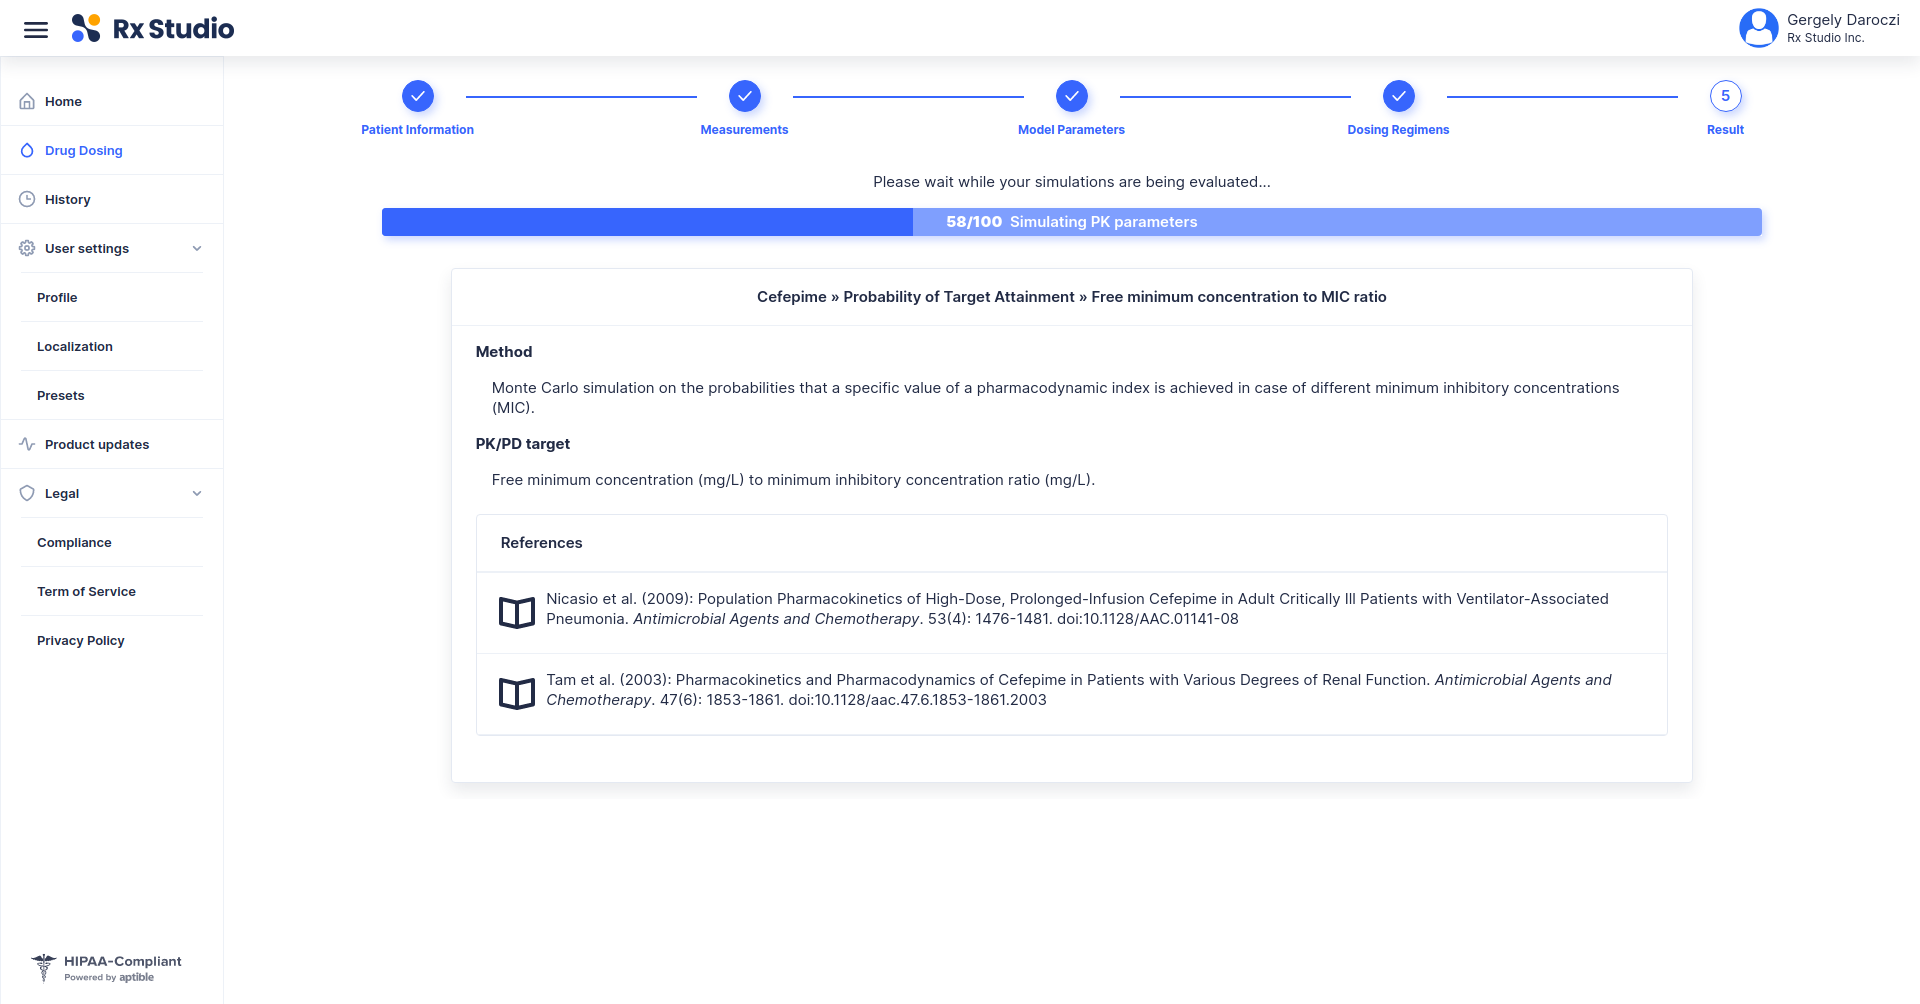 Rx Studio
Gergely Daroczi
Rx Studio Inc.
Home
Drug Dosing
History
User settings
Profile
Localization
Presets
Product updates
Legal
Compliance
Term of Service
Privacy Policy
HIPAA-Compliant
Powered by aptible
Patient Information
Measurements
Model Parameters
Dosing Regimens
5
Result
Please wait while your simulations are being evaluated...
58/100 Simulating PK parameters
Cefepime » Probability of Target Attainment » Free minimum concentration to MIC ratio
Method
Monte Carlo simulation on the probabilities that a specific value of a pharmacodynamic index is achieved in case of different minimum inhibitory concentrations
(MIC).
PK/PD target
Free minimum concentration (mg/L) to minimum inhibitory concentration ratio (mg/L).
References
Nicasio et al. (2009): Population Pharmacokinetics of High-Dose, Prolonged-Infusion Cefepime in Adult Critically Ill Patients with Ventilator-Associated
Pneumonia. Antimicrobial Agents and Chemotherapy. 53(4): 1476-1481. doi:10.1128/AAC.01141-08
Tam et al. (2003): Pharmacokinetics and Pharmacodynamics of Cefepime in Patients with Various Degrees of Renal Function. Antimicrobial Agents and
Chemotherapy. 47(6): 1853-1861. doi:10.1128/aac.47.6.1853-1861.2003